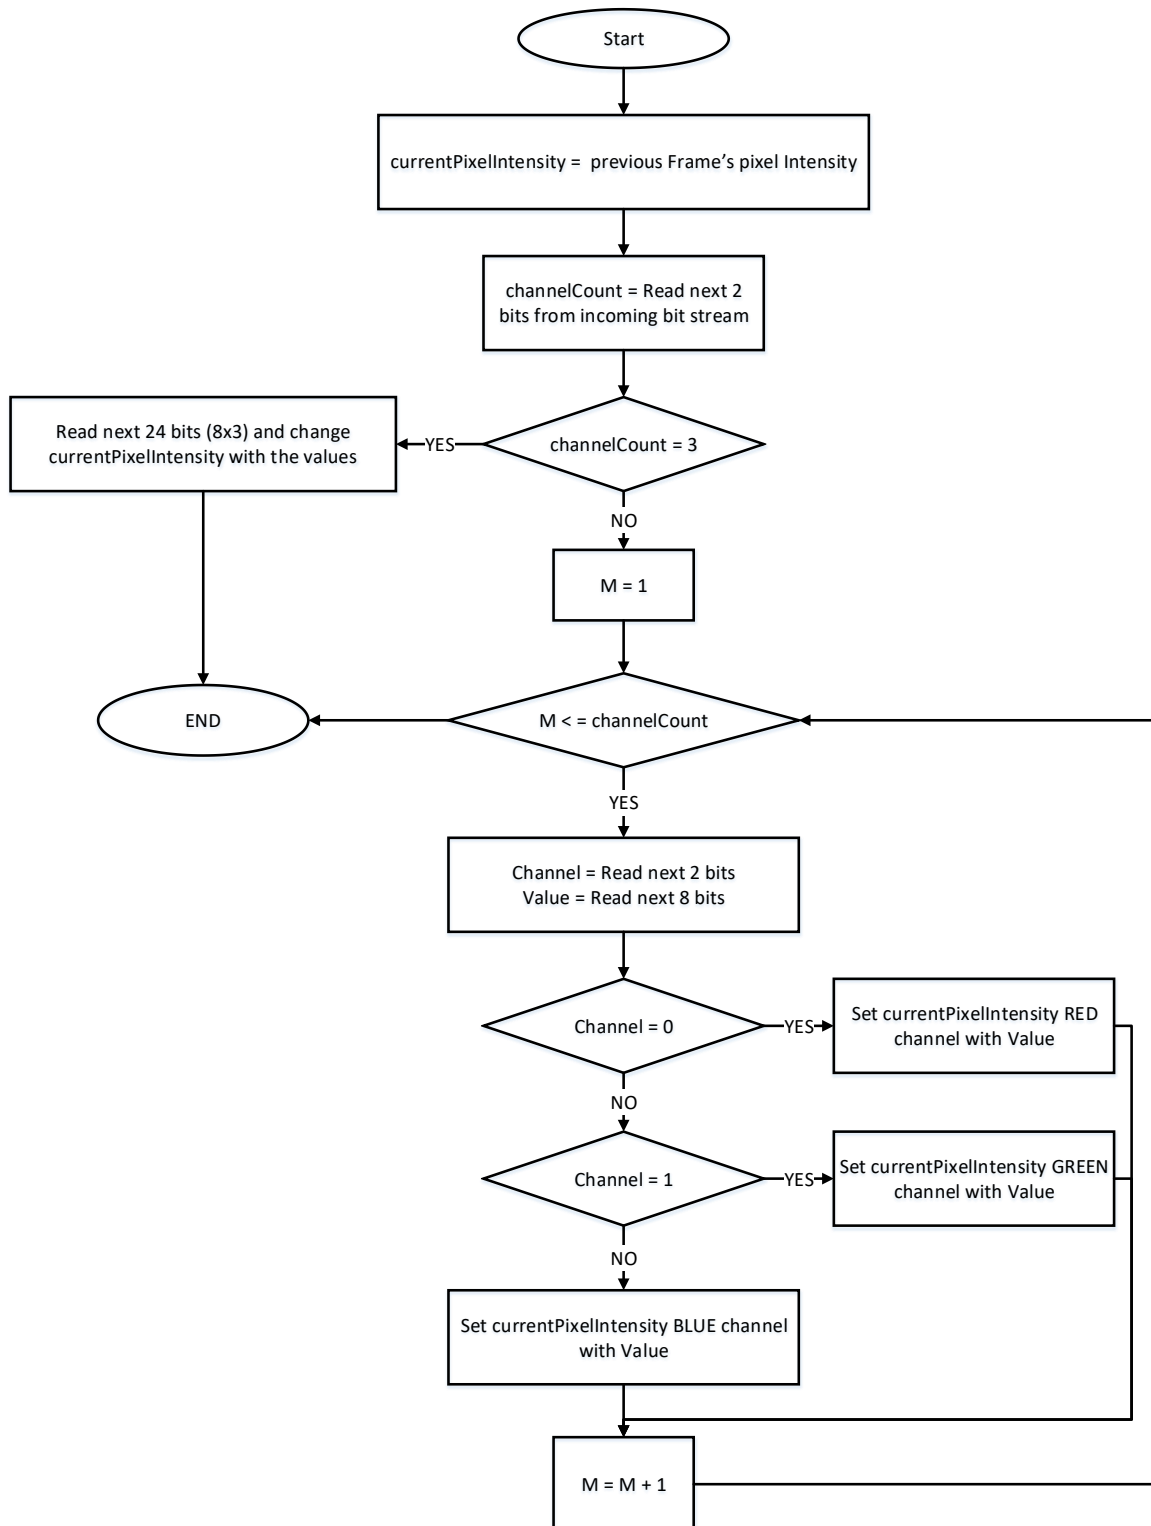 Start
currentPixelIntensity =  previous Frame’s pixel Intensity
channelCount = Read next 2
bits from incoming bit stream
channelCount = 3
YES
Read next 24 bits (8x3) and change
currentPixelIntensity with the values
NO
M = 1
M < = channelCount
END
YES
Channel = Read next 2 bits
Value = Read next 8 bits
Channel = 0
YES
Set currentPixelIntensity RED
channel with Value
NO
Channel = 1
YES
Set currentPixelIntensity GREEN
channel with Value
NO
Set currentPixelIntensity BLUE channel
with Value
M = M + 1